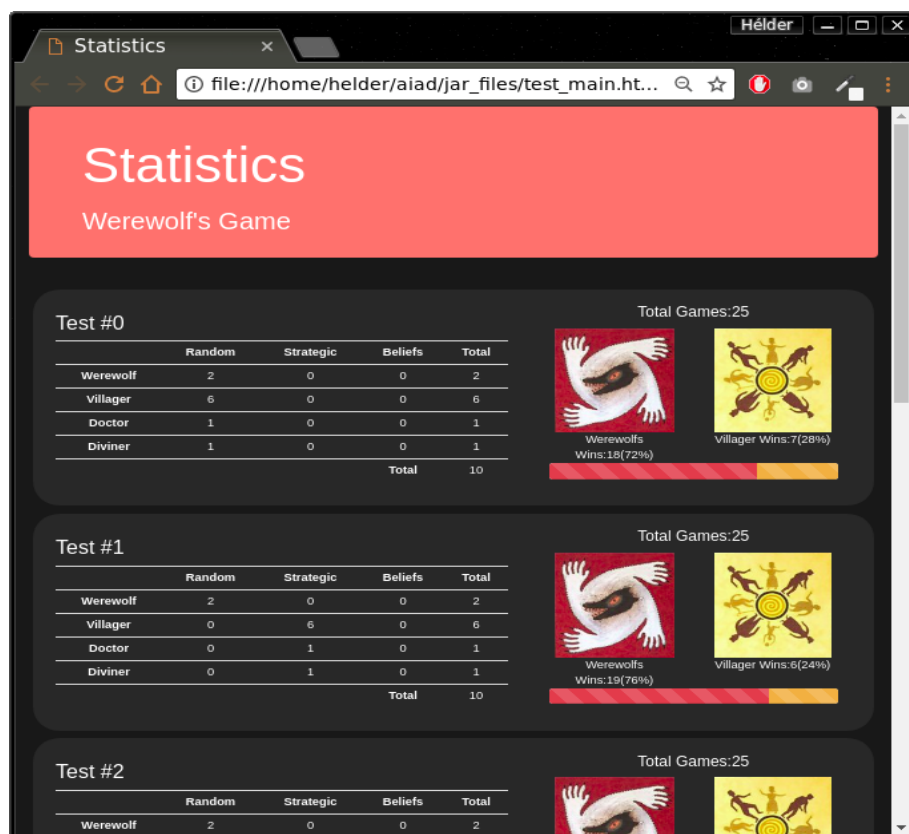 Hélder
Statistics
file:///home/helder/aiad/jar_files/test_main.ht...
Statistics
Werewolf's Game
Test #0
Random Strategic Beliefs Total
Werewolf 2 0 0 2
Villager 6 0 0 6
Doctor 1 0 0 1
Diviner 1 0 0 1
Total 10
Total Games:25
Werewolfs
Wins:18(72%)
Villager Wins:7(28%)
Test #1
Random Strategic Beliefs Total
Werewolf 2 0 0 2
Villager 0 6 0 6
Doctor 0 1 0 1
Diviner 0 1 0 1
Total 10
Total Games:25
Werewolfs
Wins:19(76%)
Villager Wins:6(24%)
Test #2
Random Strategic Beliefs Total
Werewolf 2 0 0 2
Total Games:25